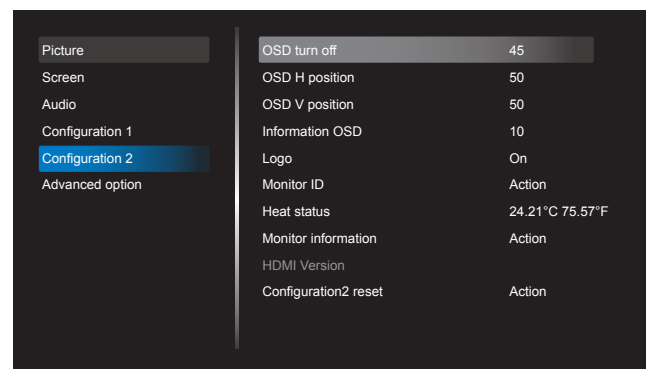 Picture
Screen
Audio
Configuration 1
Configuration 2
Advanced option
OSD turn off 45
OSD H position 50
OSD V position 50
Information OSD 10
Logo On
Monitor ID Action
Heat status 24.21°C 75.57°F
Monitor information Action
HDMI Version
Configuration2 reset Action